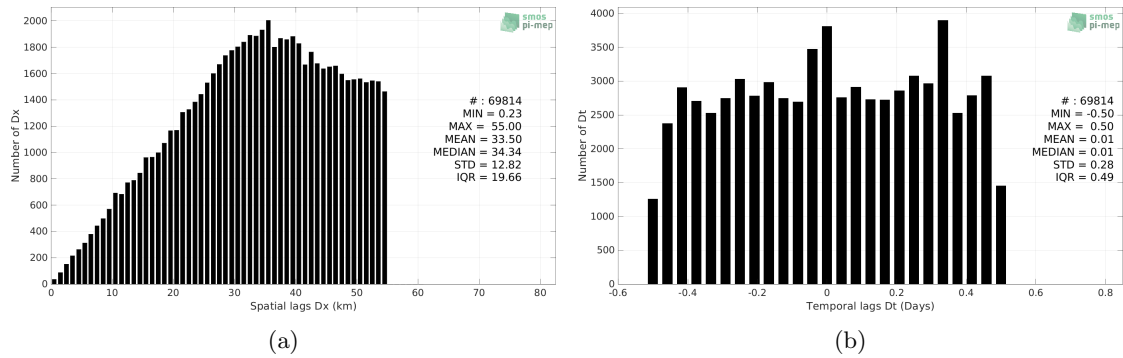 2000
1800
1600
1400
1200
1000
800
600
400
200
0
Number of Dx
0 10 20 30 40 50 60 70 80
Spatial lags Dx (km)
smos
pi-mep
# : 69814
MIN = 0.23
MAX = 55.00
MEAN = 33.50
MEDIAN = 34.34
STD = 12.82
IQR = 19.66
(a)
4000
3500
3000
2500
2000
1500
1000
500
0
Number of Dt
-0.6 -0.4 -0.2 0 0.2 0.4 0.6 0.8
Temporal lags Dt (Days)
smos
pi-mep
# : 69814
MIN = -0.50
MAX = 0.50
MEAN = 0.01
MEDIAN = 0.01
STD = 0.28
IQR = 0.49
(b)